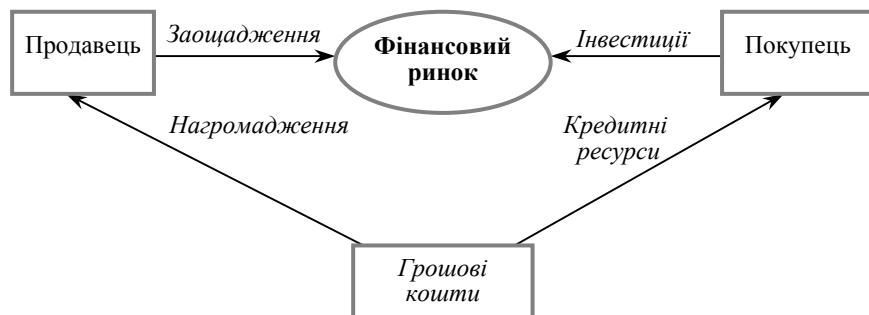 Продавець
Заощадження
Фінансовий
ринок
Інвестиції
Покупець
Нагромадження
Кредитні
ресурси
Грошові
кошти